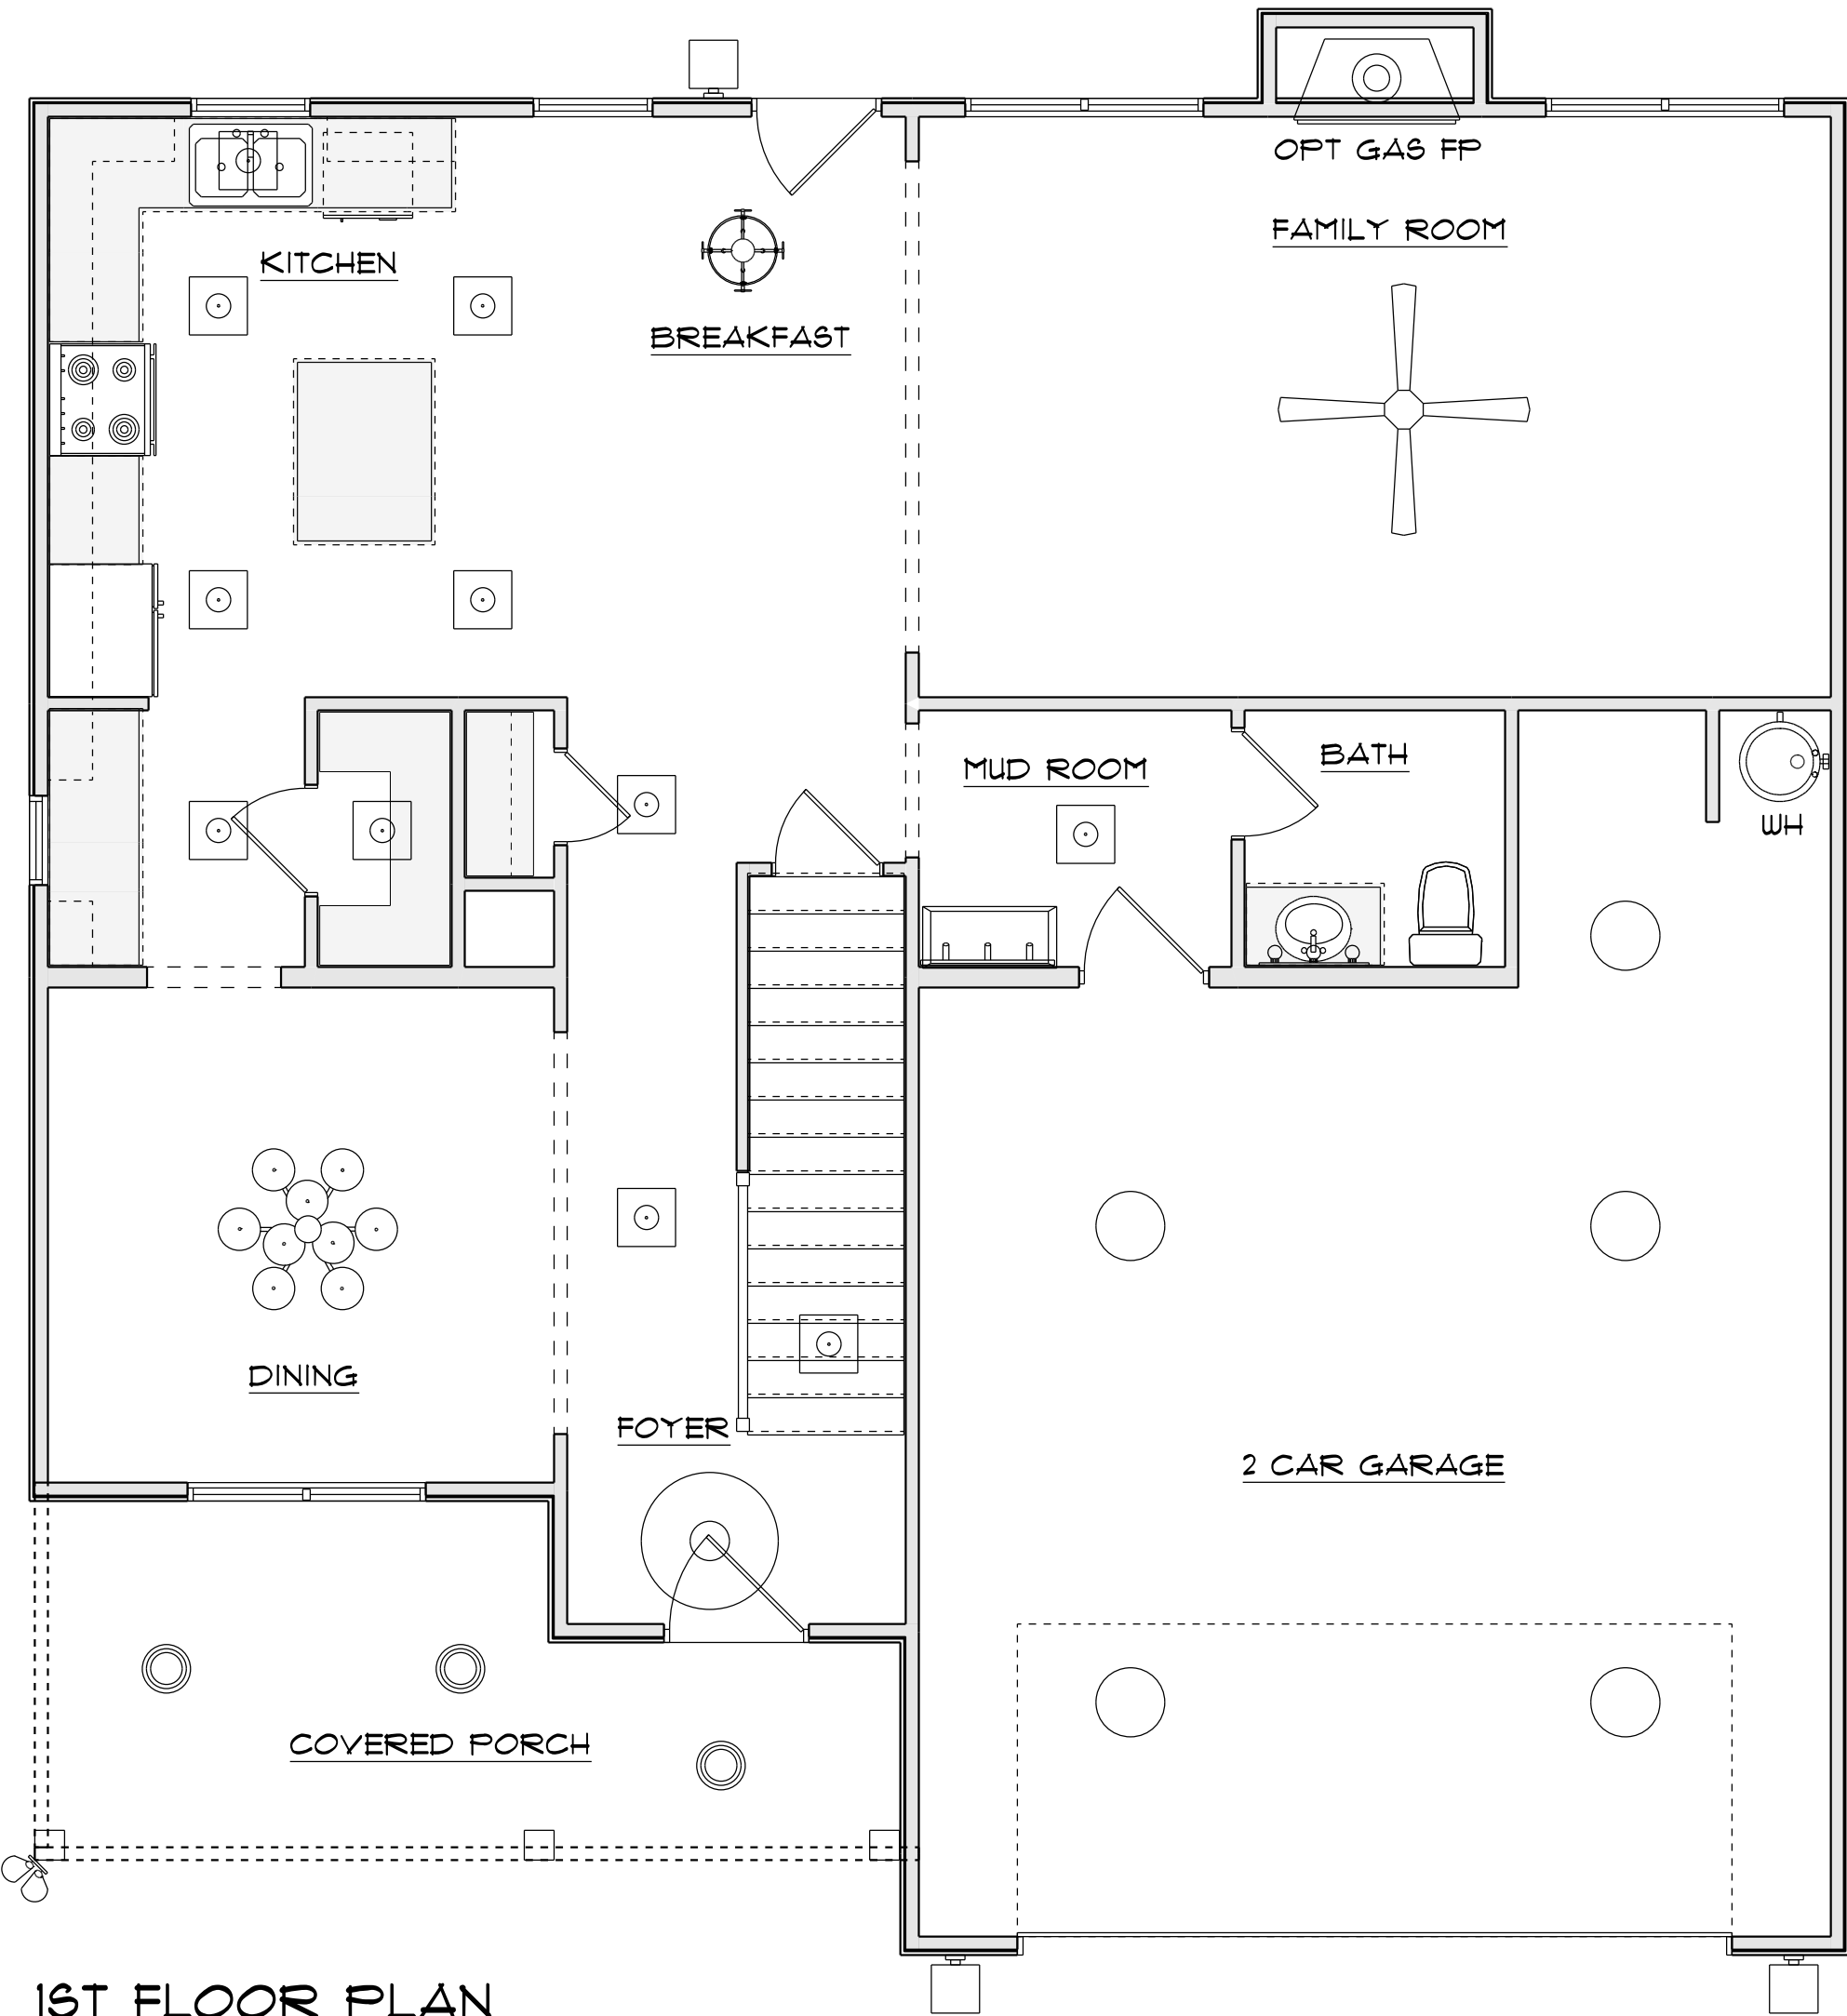 OPT GAS FP
FAMILY ROOM
KITCHEN
BREAKFAST
MUD ROOM
BATH
WH
DINING
FOYER
2 CAR GARAGE
COVERED PORCH
1ST FLOOR PLAN